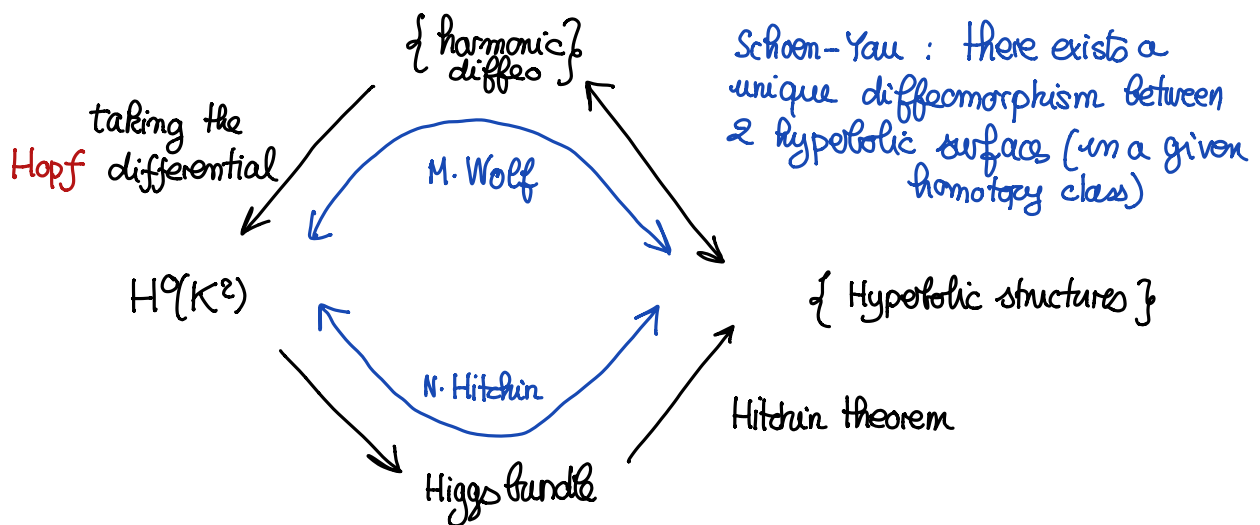 { harmonic }
diffeo
Schoen-Yau : there exists a
unique diffeomorphism between
2 hyperbolic surfaces (in a given
homotopy class)
taking the
Hopf differential
M. Wolf
H⁰(K²)
{ Hyperbolic structures }
N. Hitchin
Hitchin theorem
Higgs bundle